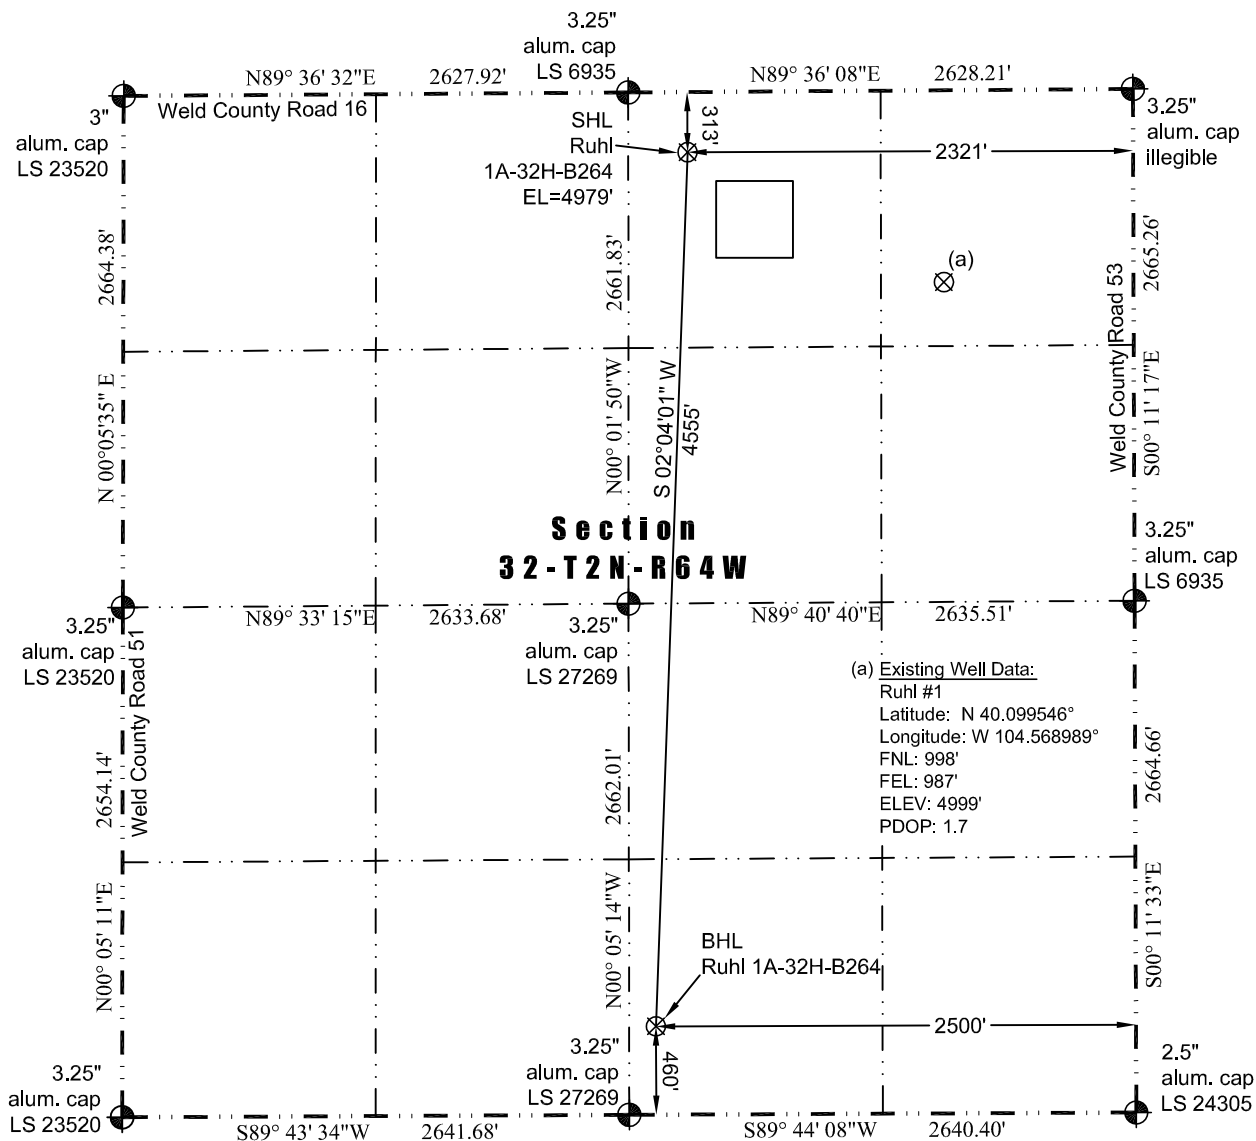 3.25"
alum. cap
LS 6935
N89° 36' 32"E
2627.92'
N89° 36' 08"E
2628.21'
Weld County Road 16
3"
alum. cap
LS 23520
SHL
Ruhl
1A-32H-B264
EL=4979'
313'
2321'
3.25"
alum. cap
illegible
2664.38'
2661.83'
(a)
2665.26'
Weld County Road 53
N 00°05'35" E
N00° 01' 50"W
S 02°04'01" W
4555'
S00° 11' 17"E
Section
32-T2N-R64W
3.25"
alum. cap
LS 6935
N89° 33' 15"E
2633.68'
N89° 40' 40"E
2635.51'
3.25"
alum. cap
LS 23520
Weld County Road 51
3.25"
alum. cap
LS 27269
(a) Existing Well Data:
Ruhl #1
Latitude: N 40.099546°
Longitude: W 104.568989°
FNL: 998'
FEL: 987'
ELEV: 4999'
PDOP: 1.7
2654.14'
2662.01'
2664.66'
N00° 05' 11"E
N00° 05' 14"W
S00° 11' 33"E
BHL
Ruhl 1A-32H-B264
2500'
460'
3.25"
alum. cap
LS 23520
3.25"
alum. cap
LS 27269
2.5"
alum. cap
LS 24305
S89° 43' 34"W
2641.68'
S89° 44' 08"W
2640.40'